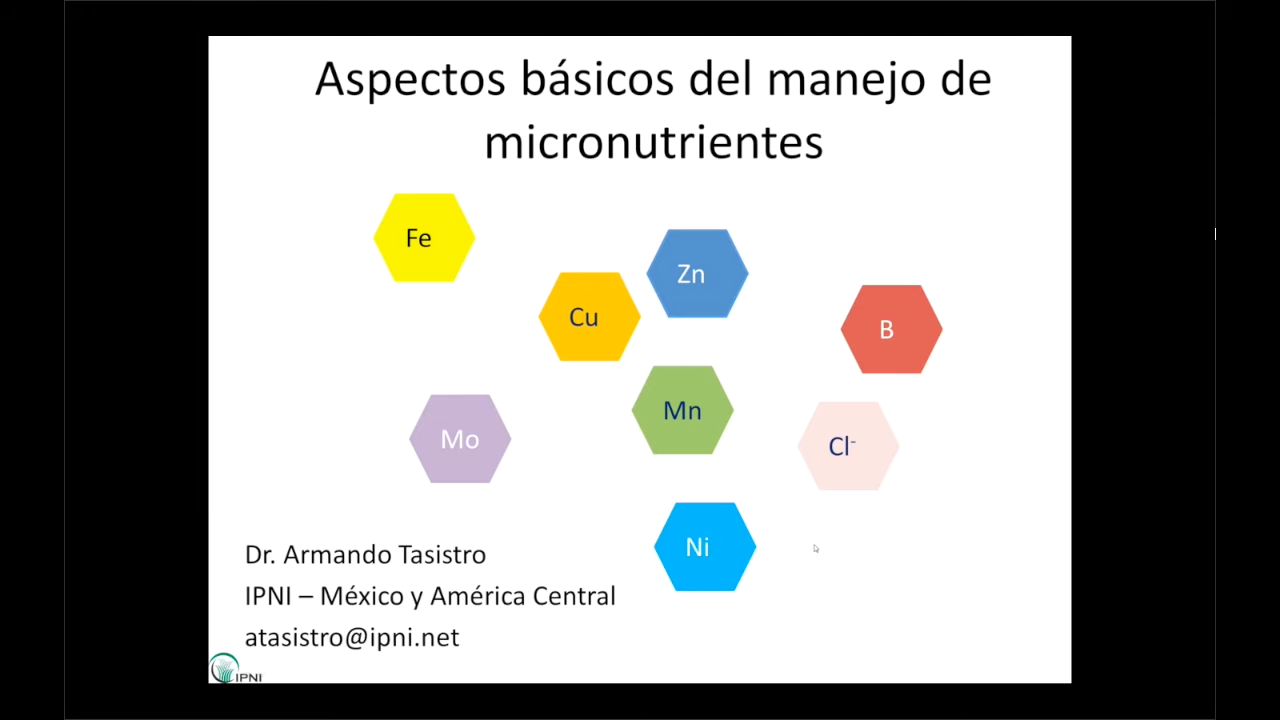 Aspectos básicos del manejo de
micronutrientes
Fe
Zn
Cu
B
Mn
Mo
Cl⁻
Ni
Dr. Armando Tasistro
IPNI – México y América Central
atasistro@ipni.net
IPNI